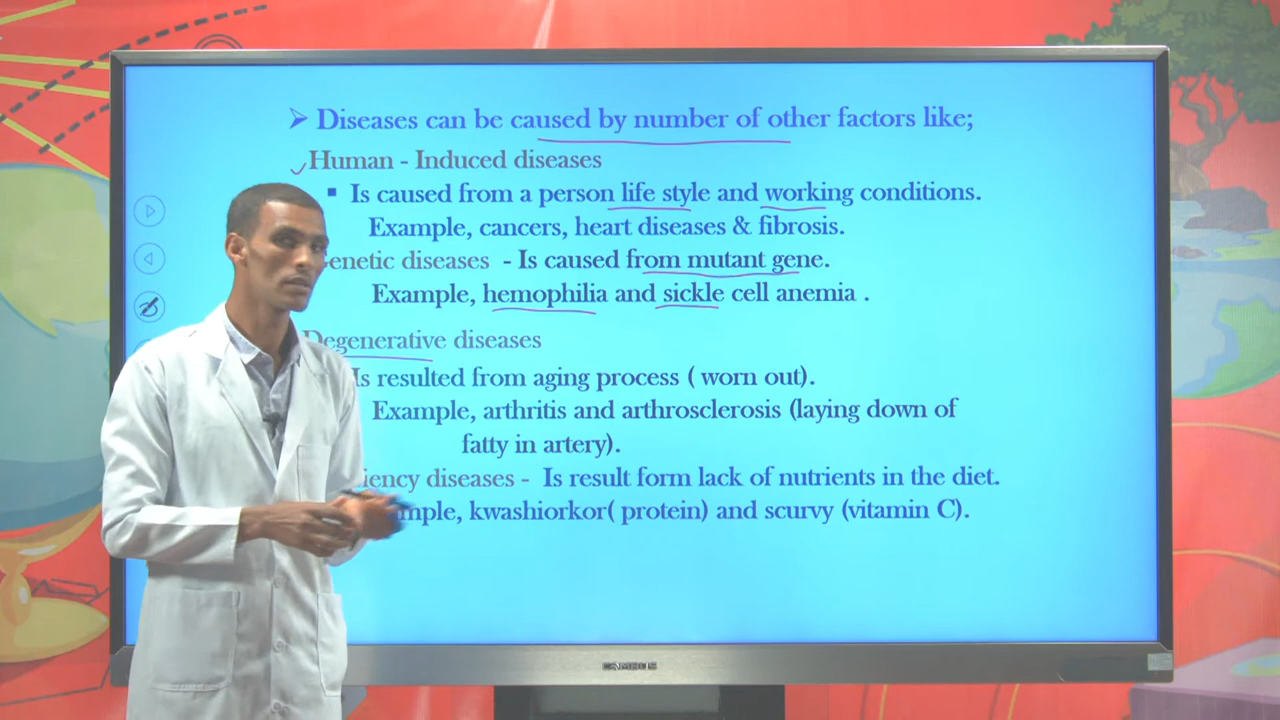 ➢ Diseases can be caused by number of other factors like;
Human - Induced diseases
▪ Is caused from a person life style and working conditions.
Example, cancers, heart diseases & fibrosis.
enetic diseases - Is caused from mutant gene.
Example, hemophilia and sickle cell anemia .
Degenerative diseases
Is resulted from aging process ( worn out).
Example, arthritis and arthrosclerosis (laying down of
fatty in artery).
iency diseases - Is result form lack of nutrients in the diet.
mple, kwashiorkor( protein) and scurvy (vitamin C).